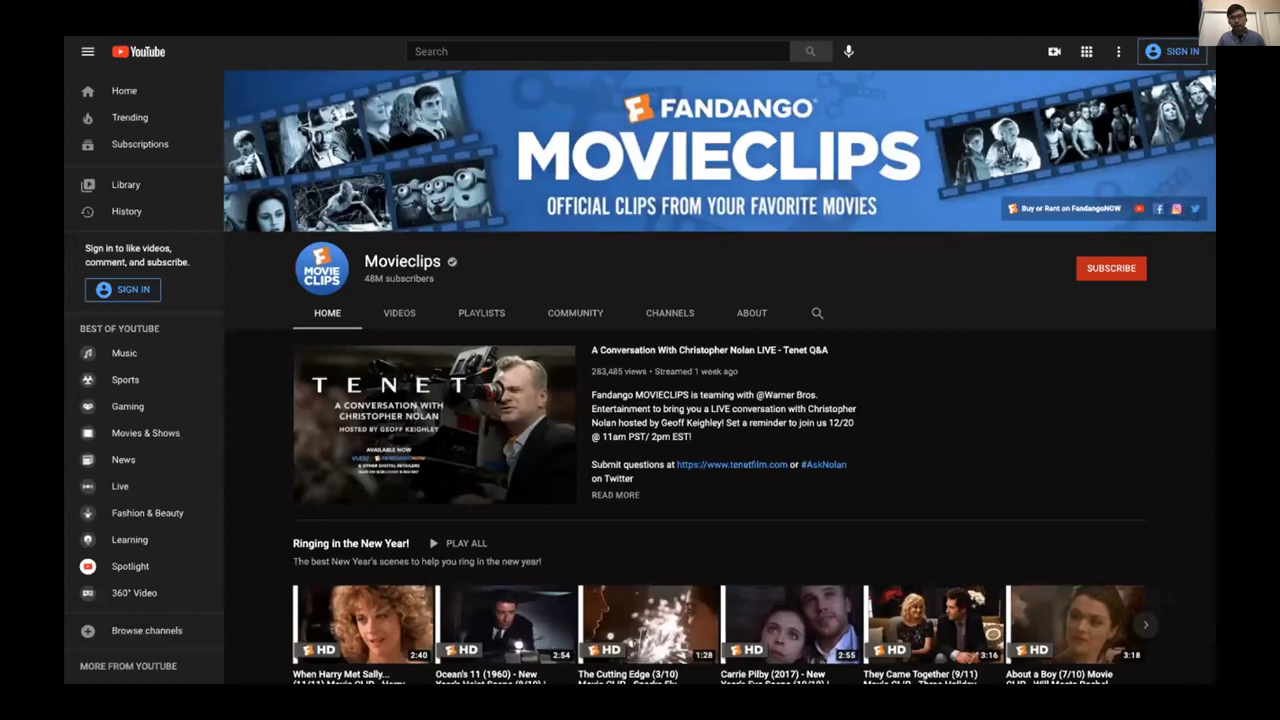 YouTube
Search
SIGN IN
Home
Trending
Subscriptions
Library
History
Sign in to like videos,
comment, and subscribe.
SIGN IN
BEST OF YOUTUBE
Music
Sports
Gaming
Movies & Shows
News
Live
Fashion & Beauty
Learning
Spotlight
360° Video
Browse channels
MORE FROM YOUTUBE
FANDANGO
MOVIECLIPS
OFFICIAL CLIPS FROM YOUR FAVORITE MOVIES
Buy or Rent on FandangoNOW
MOVIE
CLIPS
Movieclips
48M subscribers
SUBSCRIBE
HOME
VIDEOS
PLAYLISTS
COMMUNITY
CHANNELS
ABOUT
TENET
A CONVERSATION WITH
CHRISTOPHER NOLAN
HOSTED BY GEOFF KEIGHLEY
AVAILABLE NOW
A Conversation With Christopher Nolan LIVE - Tenet Q&A
283,485 views • Streamed 1 week ago
Fandango MOVIECLIPS is teaming with @Warner Bros.
Entertainment to bring you a LIVE conversation with Christopher
Nolan hosted by Geoff Keighley! Set a reminder to join us 12/20
@ 11am PST/ 2pm EST!
Submit questions at https://www.tenetfilm.com or #AskNolan
on Twitter
READ MORE
Ringing in the New Year!
PLAY ALL
The best New Year's scenes to help you ring in the new year!
HD
2:40
HD
2:54
HD
1:28
HD
2:55
HD
3:16
HD
3:18
When Harry Met Sally...
Ocean's 11 (1960) - New
The Cutting Edge (3/10)
Carrie Pilby (2017) - New
They Came Together (9/11)
About a Boy (7/10) Movie